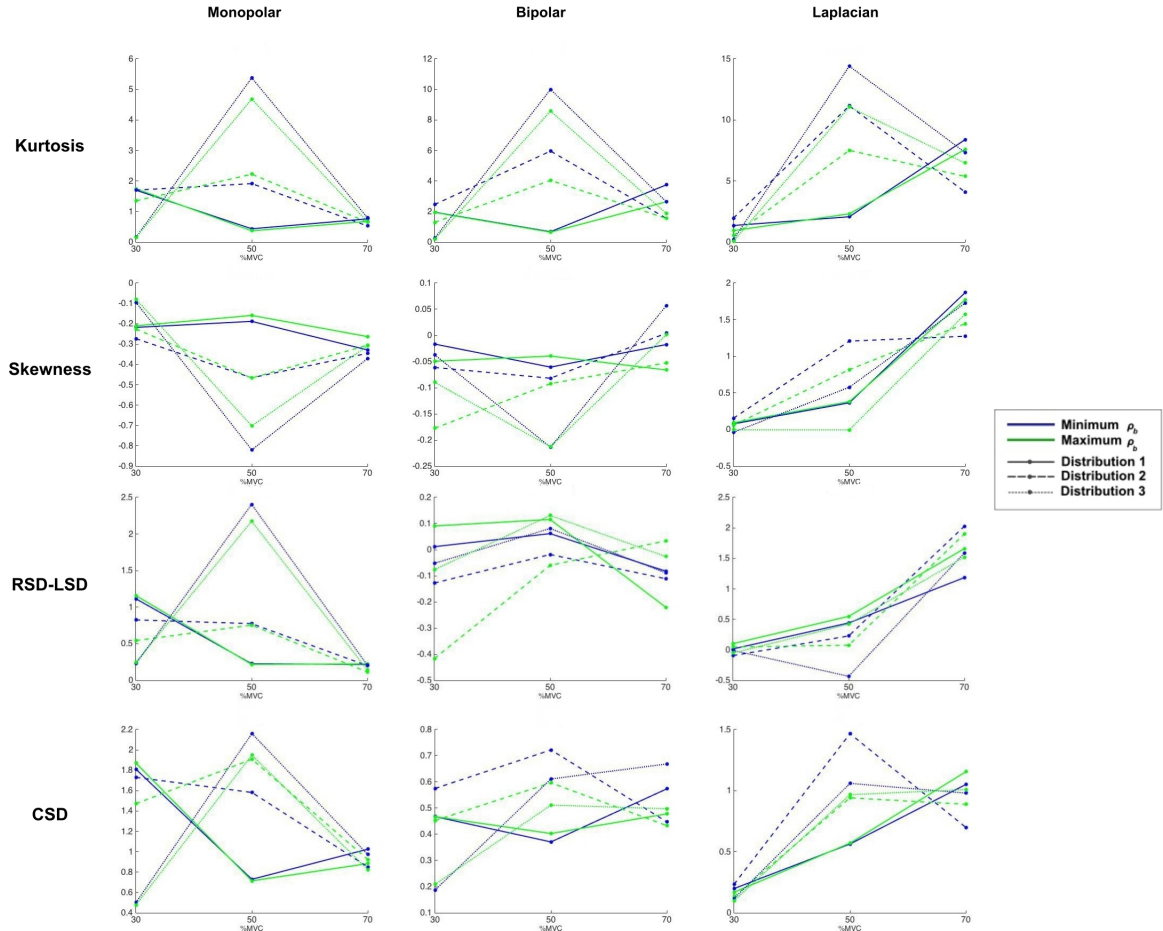 Monopolar Bipolar Laplacian
Kurtosis
6 5 4 3 2 1 0
30 50 70
%MVC
12 10 8 6 4 2 0
30 50 70
%MVC
15 10 5 0
30 50 70
%MVC
Skewness
0 -0.1 -0.2 -0.3 -0.4 -0.5 -0.6 -0.7 -0.8 -0.9
30 50 70
%MVC
0.1 0.05 0 -0.05 -0.1 -0.15 -0.2 -0.25
30 50 70
%MVC
2 1.5 1 0.5 0 -0.5
30 50 70
%MVC
Minimum ρb
Maximum ρb
Distribution 1
Distribution 2
Distribution 3
RSD-LSD
2.5 2 1.5 1 0.5 0
30 50 70
%MVC
0.2 0.1 0 -0.1 -0.2 -0.3 -0.4 -0.5
30 50 70
%MVC
2.5 2 1.5 1 0.5 0 -0.5
30 50 70
%MVC
CSD
2.2 2 1.8 1.6 1.4 1.2 1 0.8 0.6 0.4
30 50 70
%MVC
0.8 0.7 0.6 0.5 0.4 0.3 0.2 0.1
30 50 70
%MVC
1.5 1 0.5 0
30 50 70
%MVC